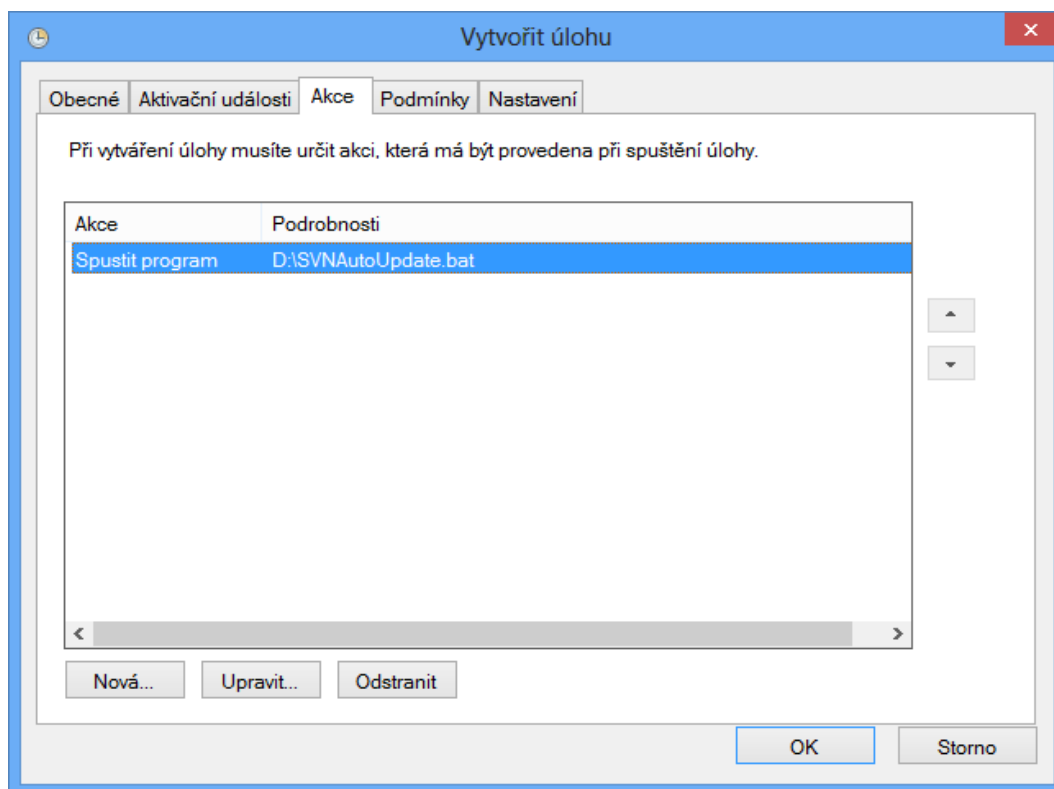 Vytvořit úlohu
Obecné Aktivační události Akce Podmínky Nastavení
Při vytváření úlohy musíte určit akci, která má být provedena při spuštění úlohy.
Akce Podrobnosti
Spustit program D:\SVNAutoUpdate.bat
Nová... Upravit... Odstranit
OK Storno